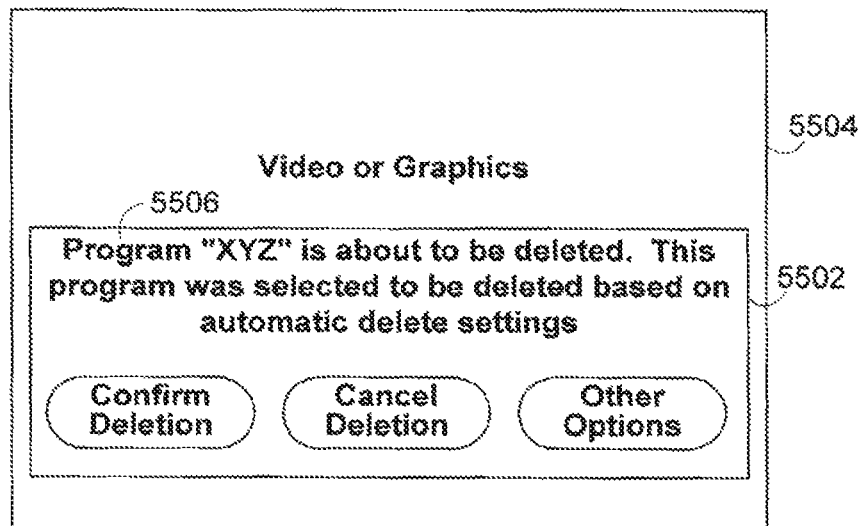 5504
Video or Graphics
5506
Program "XYZ" is about to be deleted. This
program was selected to be deleted based on
automatic delete settings
5502
Confirm
Deletion
Cancel
Deletion
Other
Options